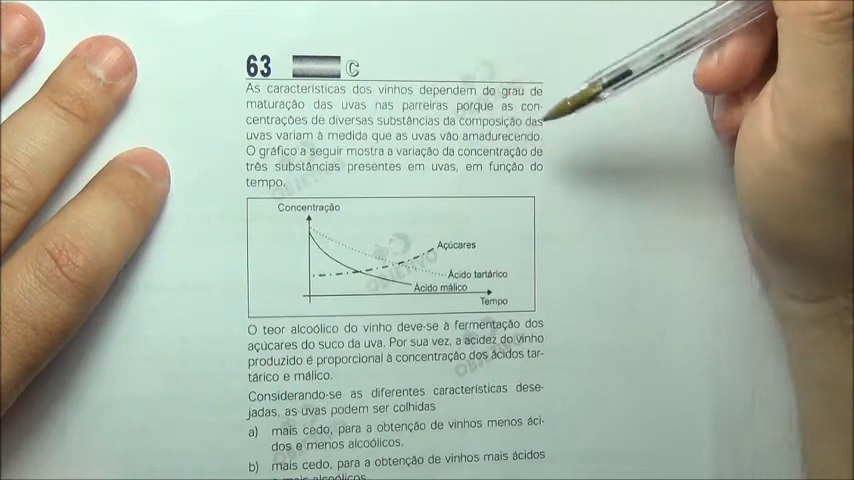 63 C
As características dos vinhos dependem do grau de
maturação das uvas nas parreiras porque as con-
centrações de diversas substâncias da composição das
uvas variam à medida que as uvas vão amadurecendo.
O gráfico a seguir mostra a variação da concentração de
três substâncias presentes em uvas, em função do
tempo.
Concentração
Açúcares
Ácido tartárico
Ácido málico
Tempo
O teor alcoólico do vinho deve-se à fermentação dos
açúcares do suco da uva. Por sua vez, a acidez do vinho
produzido é proporcional à concentração dos ácidos tar-
tárico e málico.
Considerando-se as diferentes características dese-
jadas, as uvas podem ser colhidas
a) mais cedo, para a obtenção de vinhos menos áci-
dos e menos alcoólicos.
b) mais cedo, para a obtenção de vinhos mais ácidos
e mais alcoólicos.
OBJETIVO